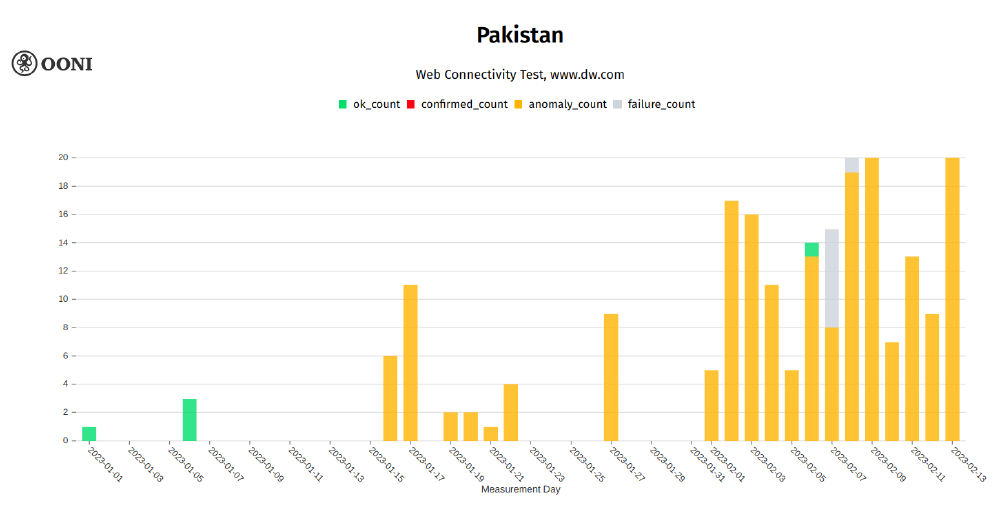 Pakistan
OONI
Web Connectivity Test, www.dw.com
ok_count confirmed_count anomaly_count failure_count
20
18
16
14
12
10
8
6
4
2
0
2023-01-01 2023-01-03 2023-01-05 2023-01-07 2023-01-09 2023-01-11 2023-01-13 2023-01-15 2023-01-17 2023-01-19 2023-01-21 2023-01-23 2023-01-25 2023-01-27 2023-01-29 2023-01-31 2023-02-01 2023-02-03 2023-02-05 2023-02-07 2023-02-09 2023-02-11 2023-02-13
Measurement Day